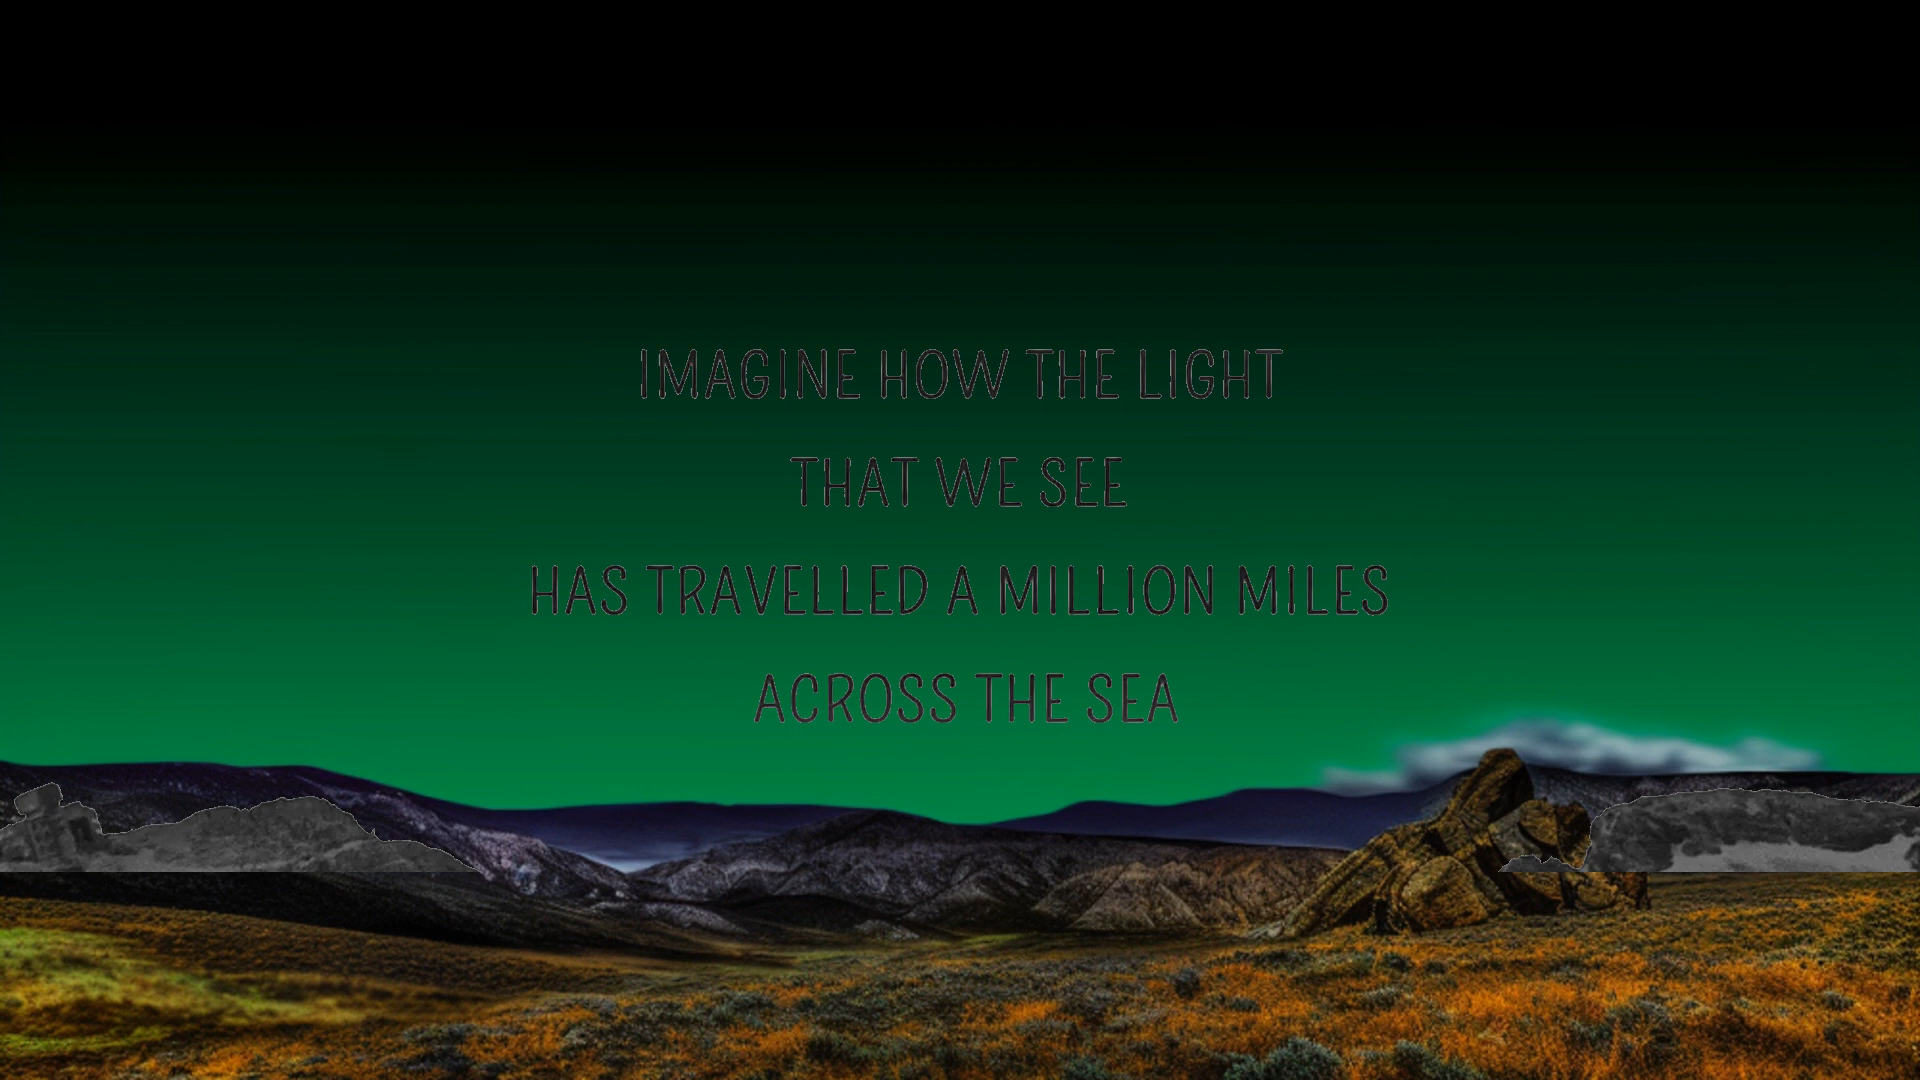 IMAGINE HOW THE LIGHT
THAT WE SEE
HAS TRAVELLED A MILLION MILES
ACROSS THE SEA